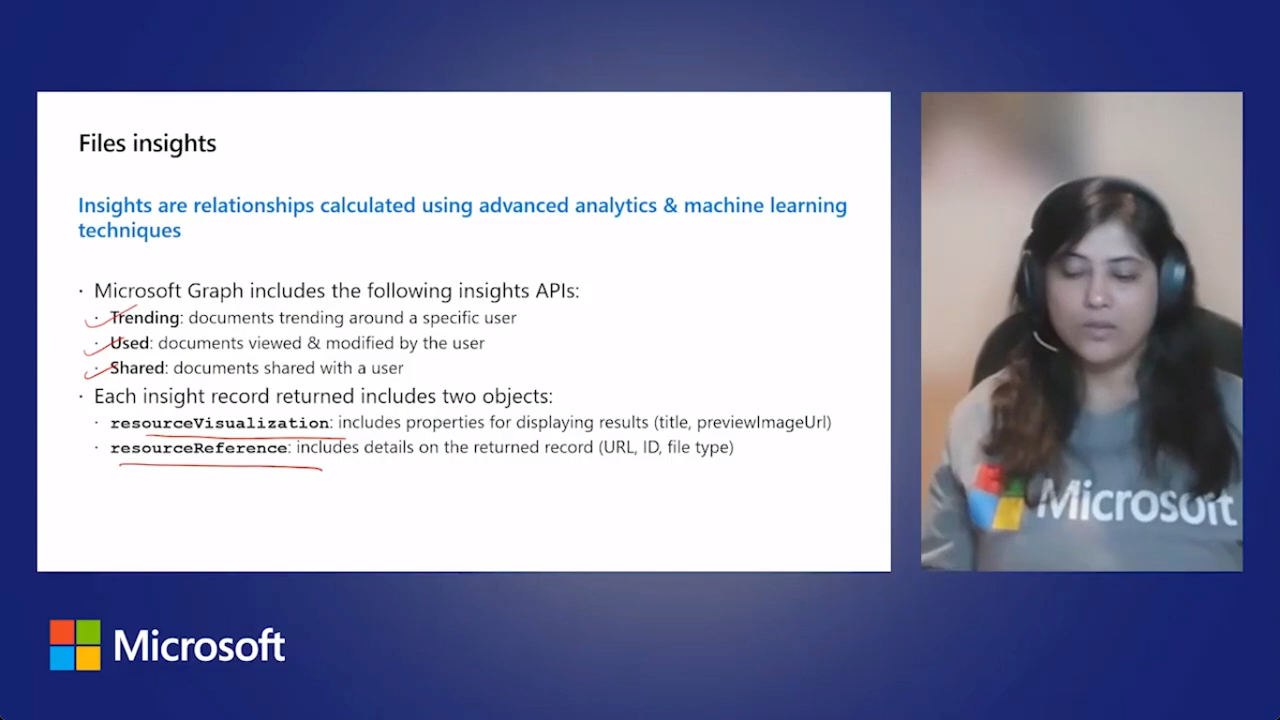 Files insights
Insights are relationships calculated using advanced analytics & machine learning
techniques
· Microsoft Graph includes the following insights APIs:
· Trending: documents trending around a specific user
· Used: documents viewed & modified by the user
· Shared: documents shared with a user
· Each insight record returned includes two objects:
· resourceVisualization: includes properties for displaying results (title, previewImageUrl)
· resourceReference: includes details on the returned record (URL, ID, file type)
Microsoft
Microsoft